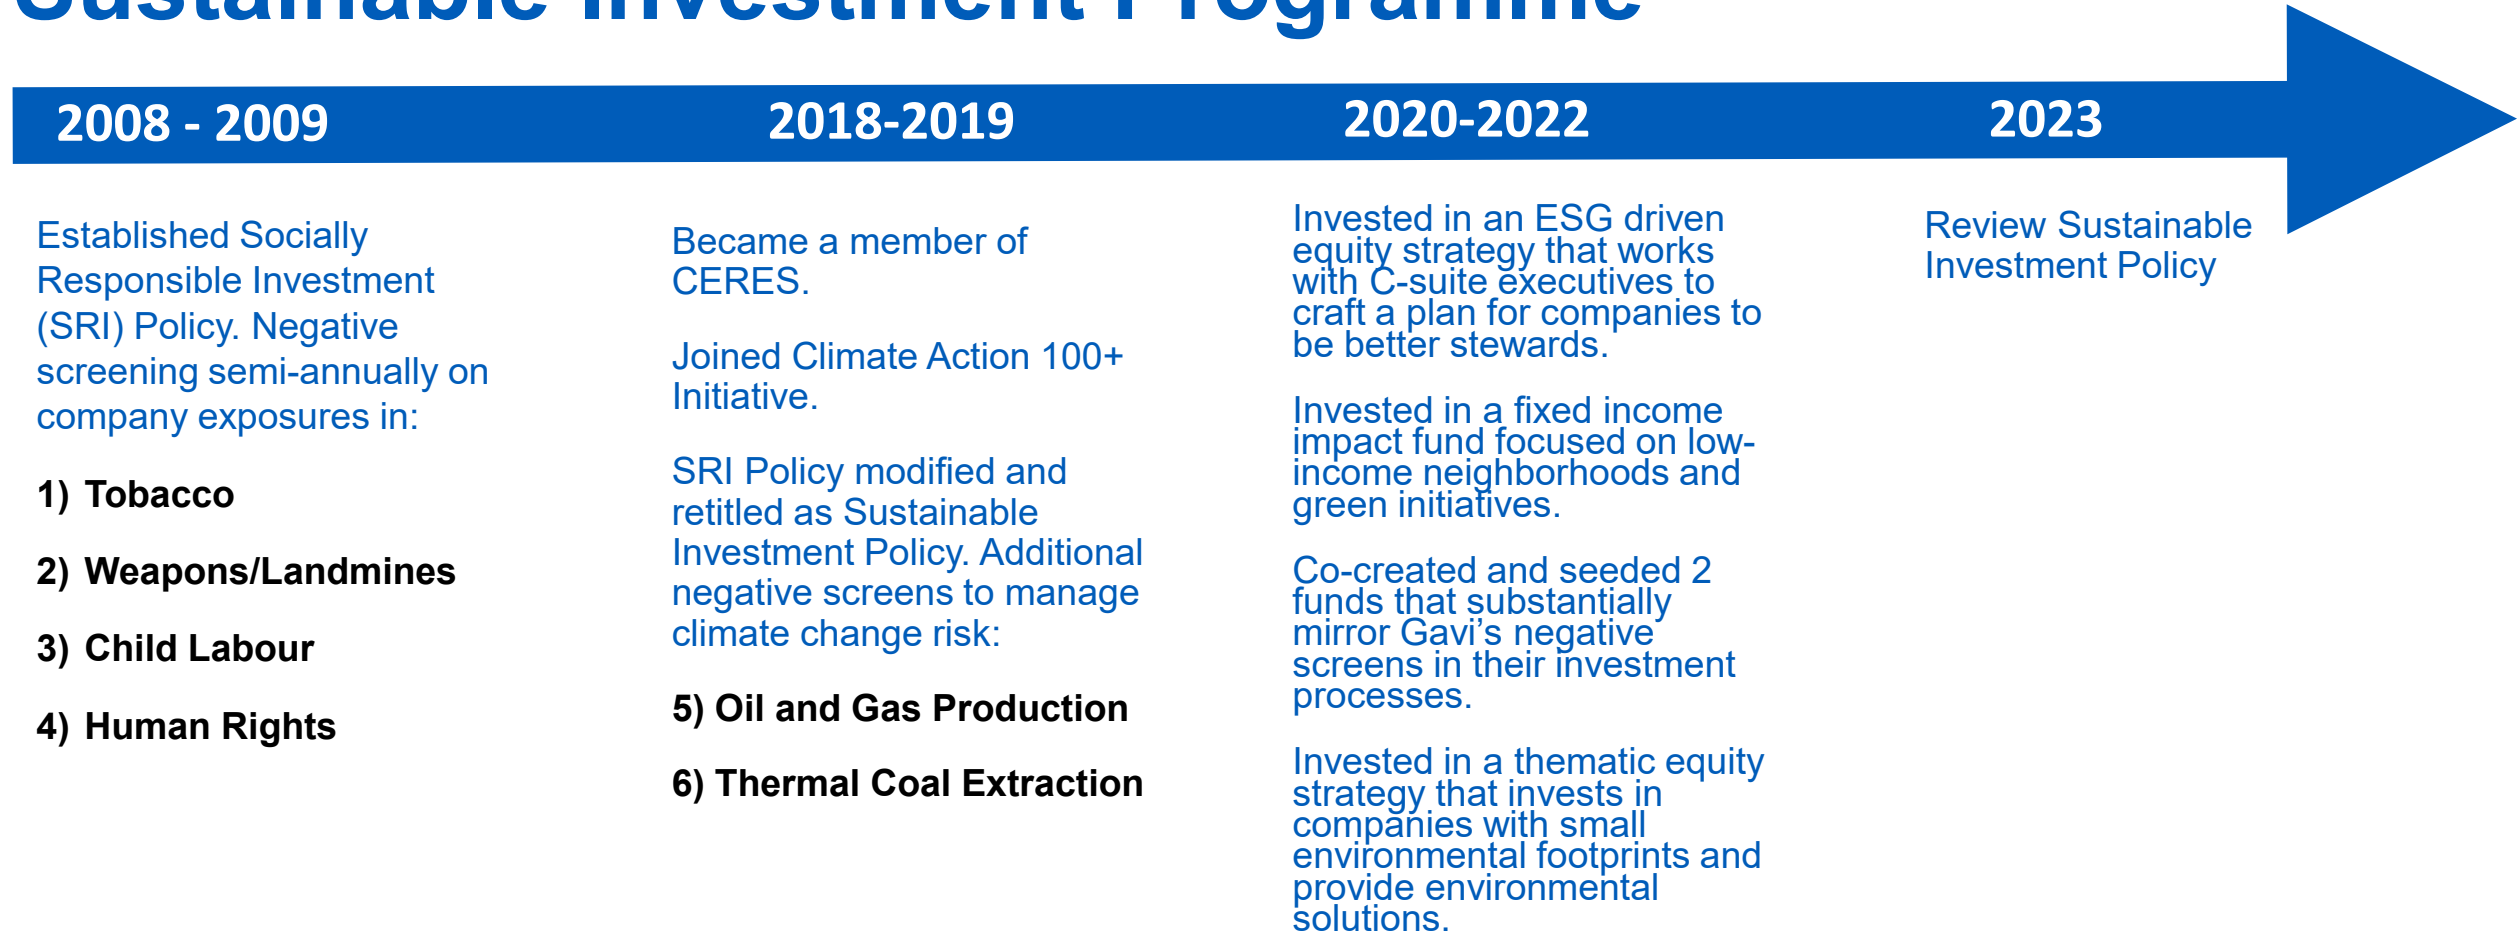 Sustainable Investment Programme
2008 - 2009
2018-2019
2020-2022
2023
Established Socially
Responsible Investment
(SRI) Policy. Negative
screening semi-annually on
company exposures in:
1) Tobacco
2) Weapons/Landmines
3) Child Labour
4) Human Rights
Became a member of
CERES.
Joined Climate Action 100+
Initiative.
SRI Policy modified and
retitled as Sustainable
Investment Policy. Additional
negative screens to manage
climate change risk:
5) Oil and Gas Production
6) Thermal Coal Extraction
Invested in an ESG driven
equity strategy that works
with C-suite executives to
craft a plan for companies to
be better stewards.
Invested in a fixed income
impact fund focused on low-
income neighborhoods and
green initiatives.
Co-created and seeded 2
funds that substantially
mirror Gavi’s negative
screens in their investment
processes.
Invested in a thematic equity
strategy that invests in
companies with small
environmental footprints and
provide environmental
solutions.
Review Sustainable
Investment Policy